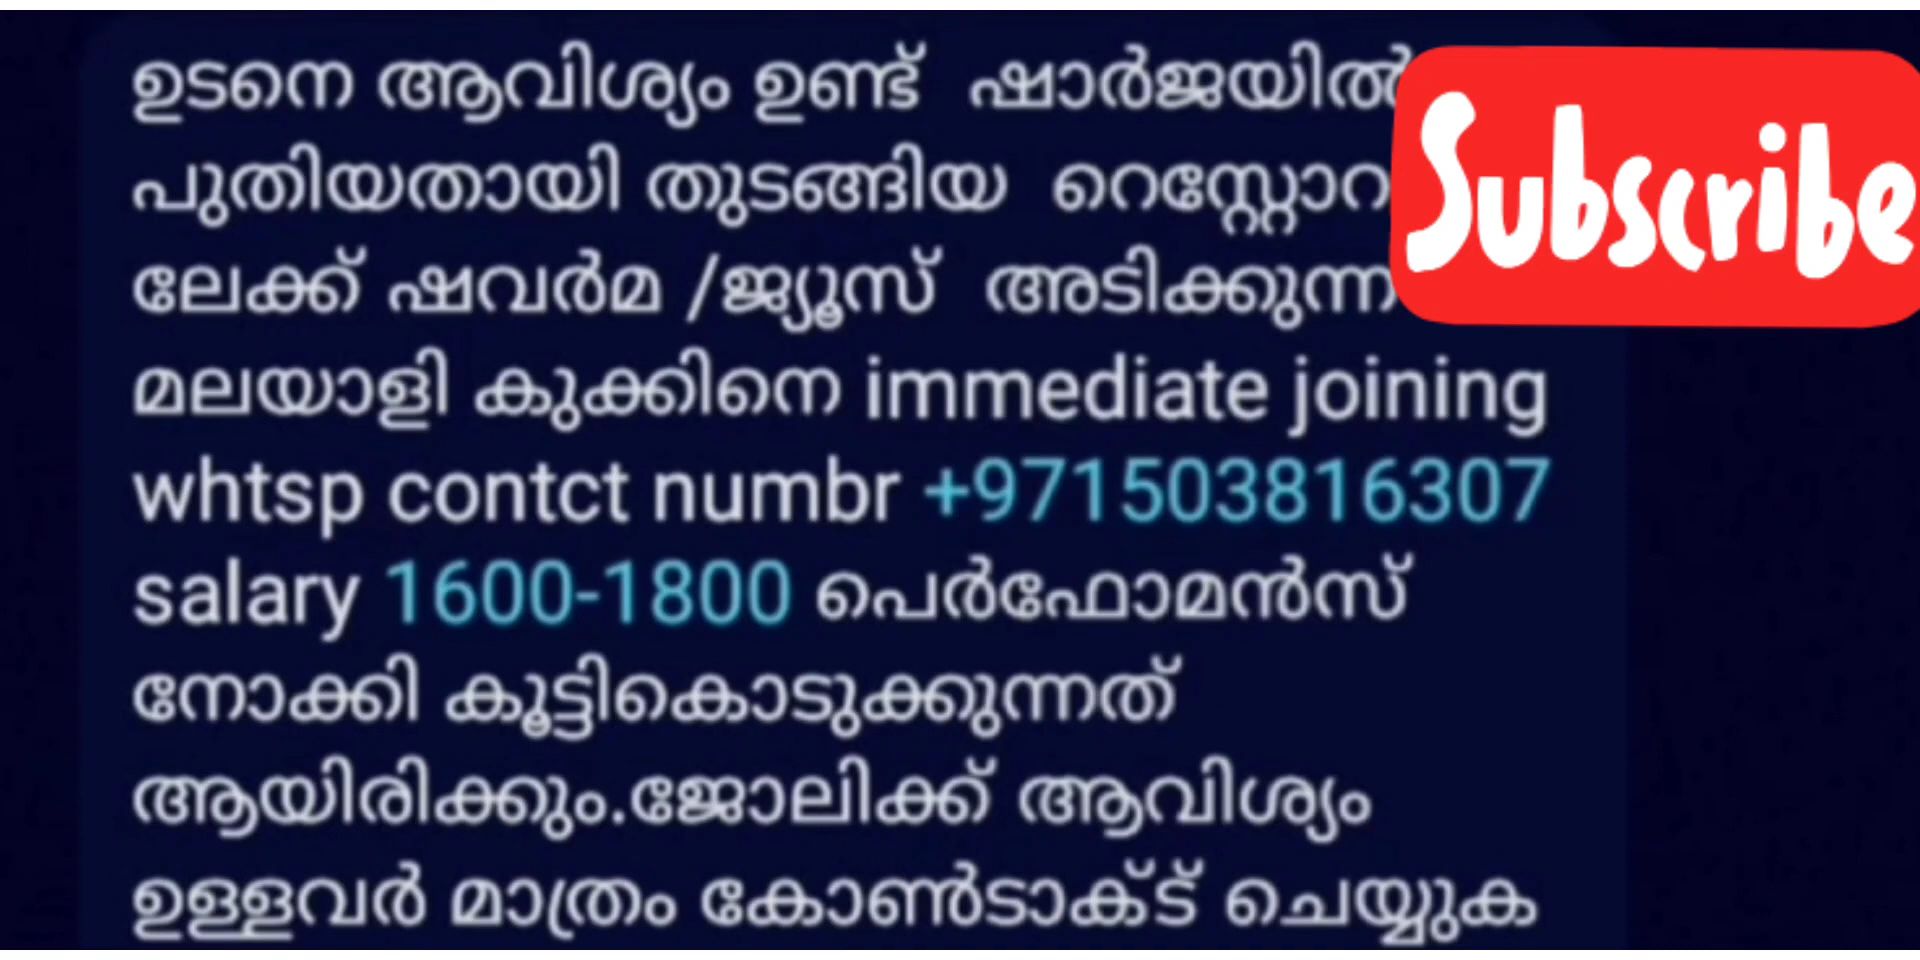 ഉടനെ ആവിശ്യം ഉണ്ട് ഷാർജയിൽ
പുതിയതായി തുടങ്ങിയ
ലേക്ക് ഷവർമ /ജ്യൂസ് അടിക്കുന്ന
മലയാളി കുക്കിനെ immediate joining
whtsp contct numbr +971503816307
salary 1600-1800 പെർഫോമൻസ്
നോക്കി കൂട്ടികൊടുക്കുന്നത്
ആയിരിക്കും.ജോലിക്ക് ആവിശ്യം
ഉള്ളവർ മാത്രം കോൺടാക്ട് ചെയ്യുക
Subscribe